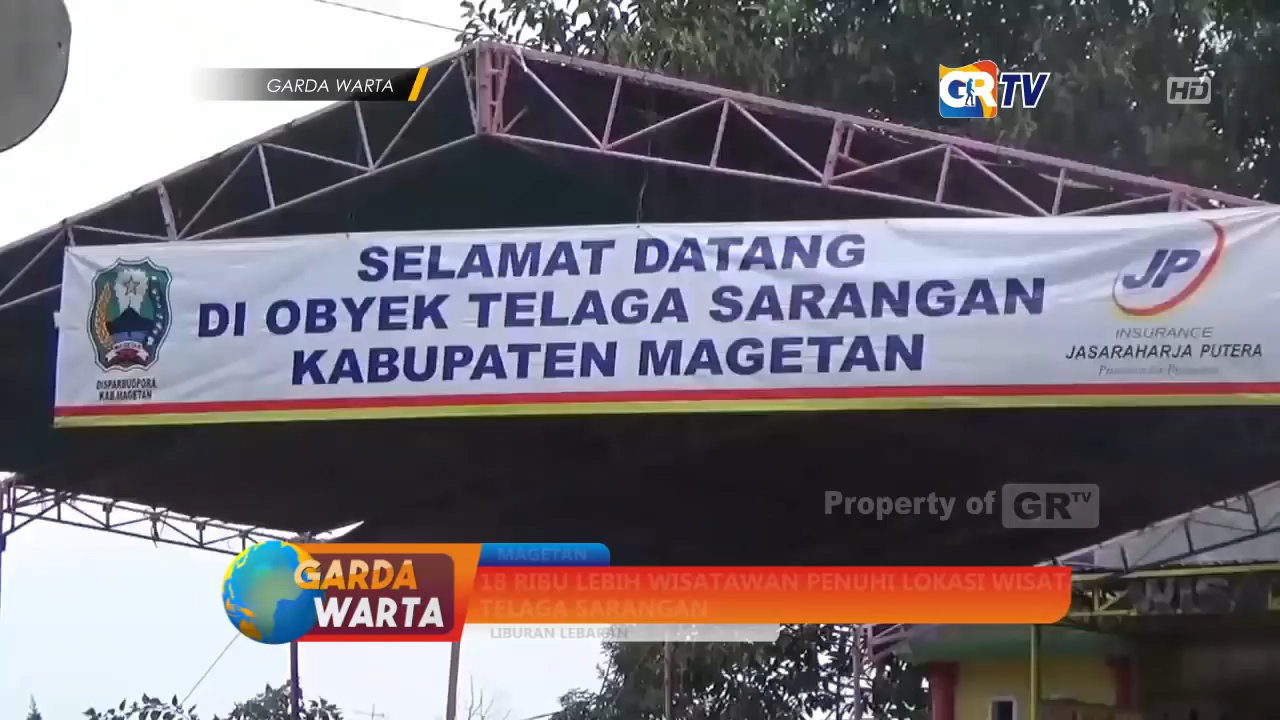 GARDA WARTA
GRTV
HD
SELAMAT DATANG
DI OBYEK TELAGA SARANGAN
KABUPATEN MAGETAN
MAGETAN
DISPARBUDPORA
KAB.MAGETAN
JP
INSURANCE
JASARAHARJA PUTERA
Property of GRTV
GARDA
WARTA
MAGETAN
18 RIBU LEBIH WISATAWAN PENUHI LOKASI WISAT
TELAGA SARANGAN
LIBURAN LEBARAN